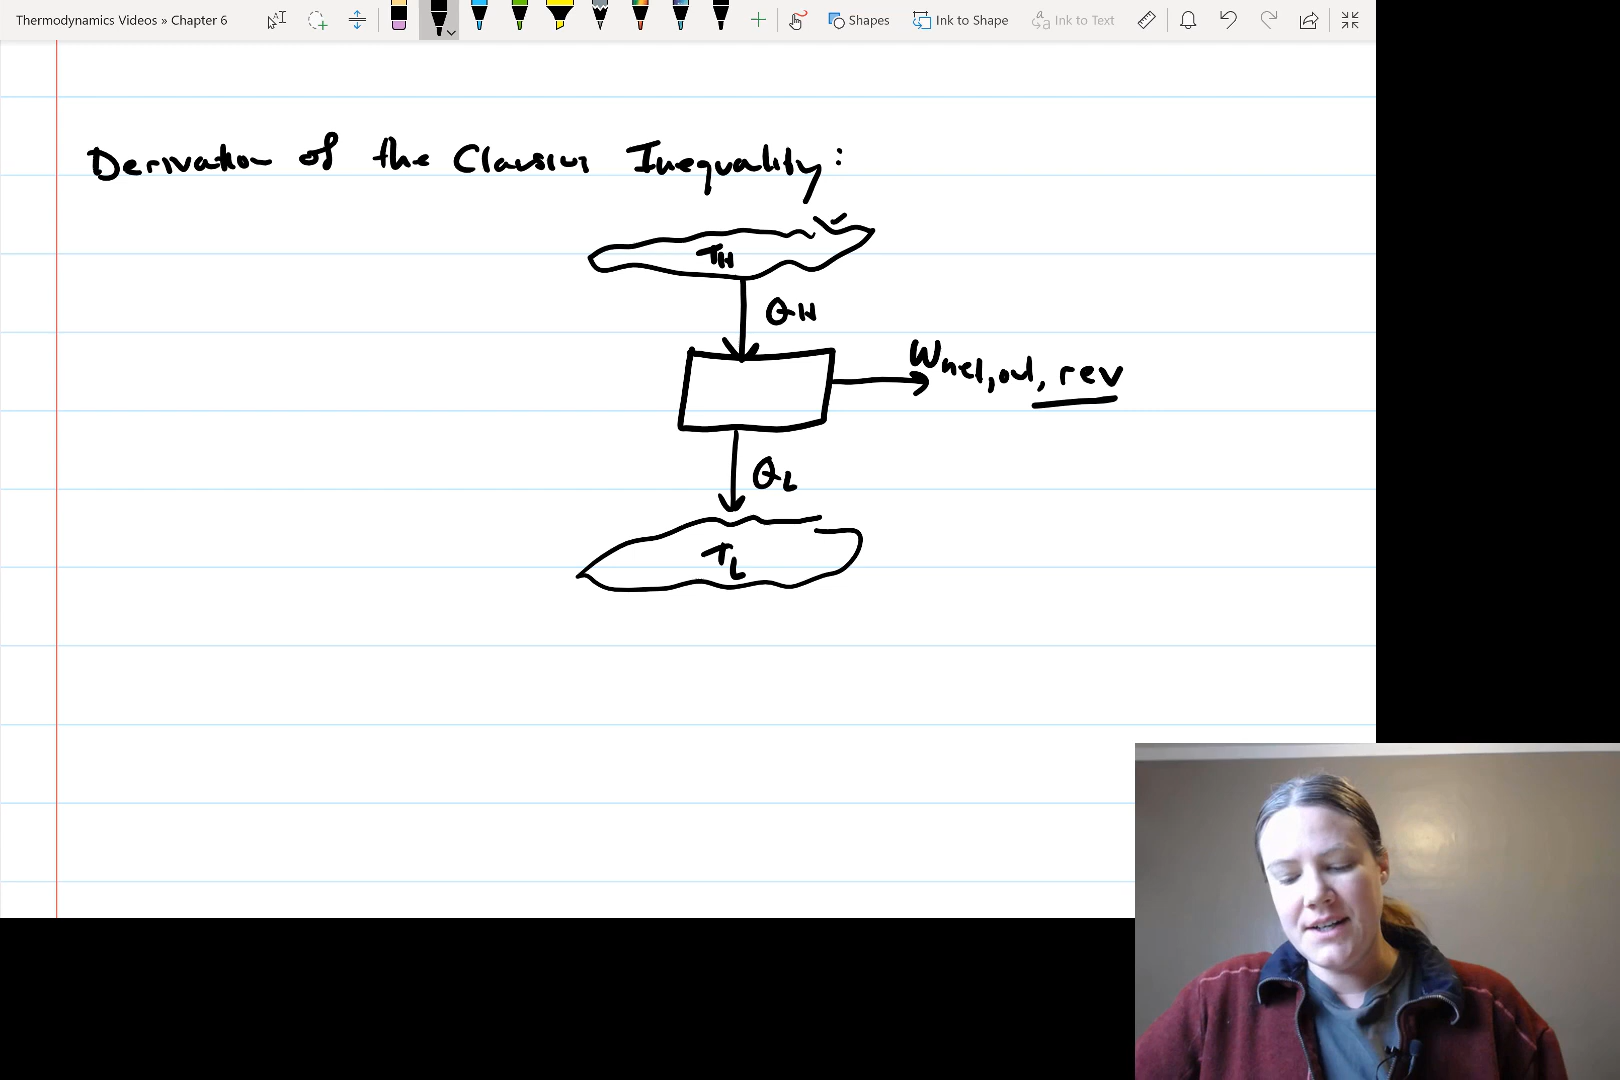 Thermodynamics Videos » Chapter 6
Shapes
Ink to Shape
Ink to Text
Derivation of the Clausius Inequality:
TH
QH
Wnet,out, rev
QL
TL